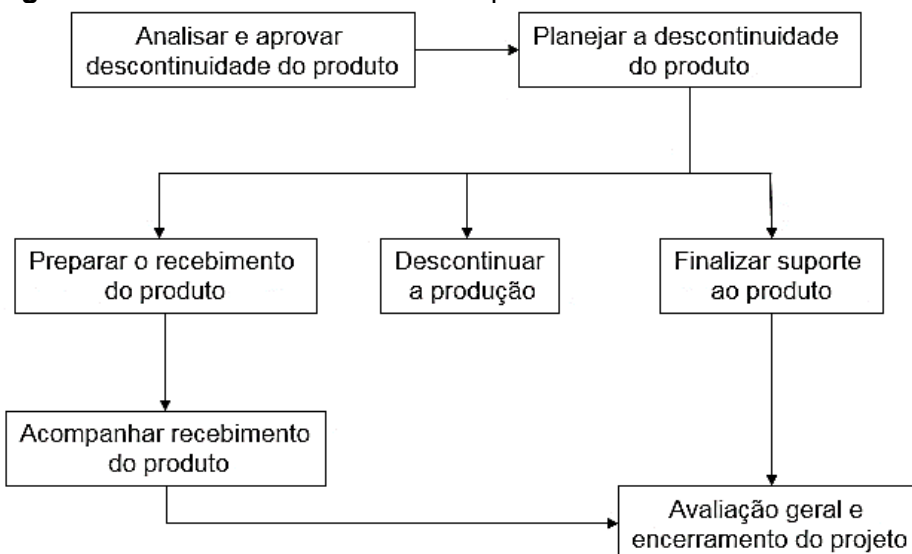 Analisar e aprovar
descontinuidade do produto
Planejar a descontinuidade
do produto
Preparar o recebimento
do produto
Descontinuar
a produção
Finalizar suporte
ao produto
Acompanhar recebimento
do produto
Avaliação geral e
encerramento do projeto